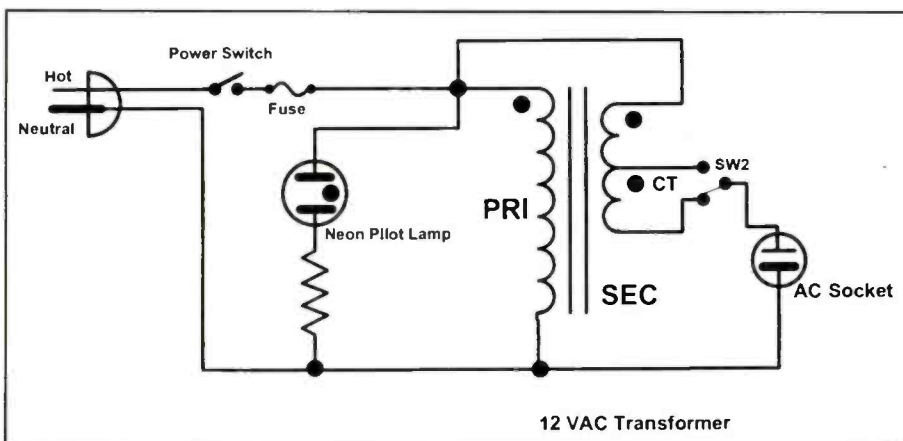 Power Switch
Hot
Fuse
Neutral
SW2
CT
PRI
Neon Pilot Lamp
SEC
AC Socket
12 VAC Transformer